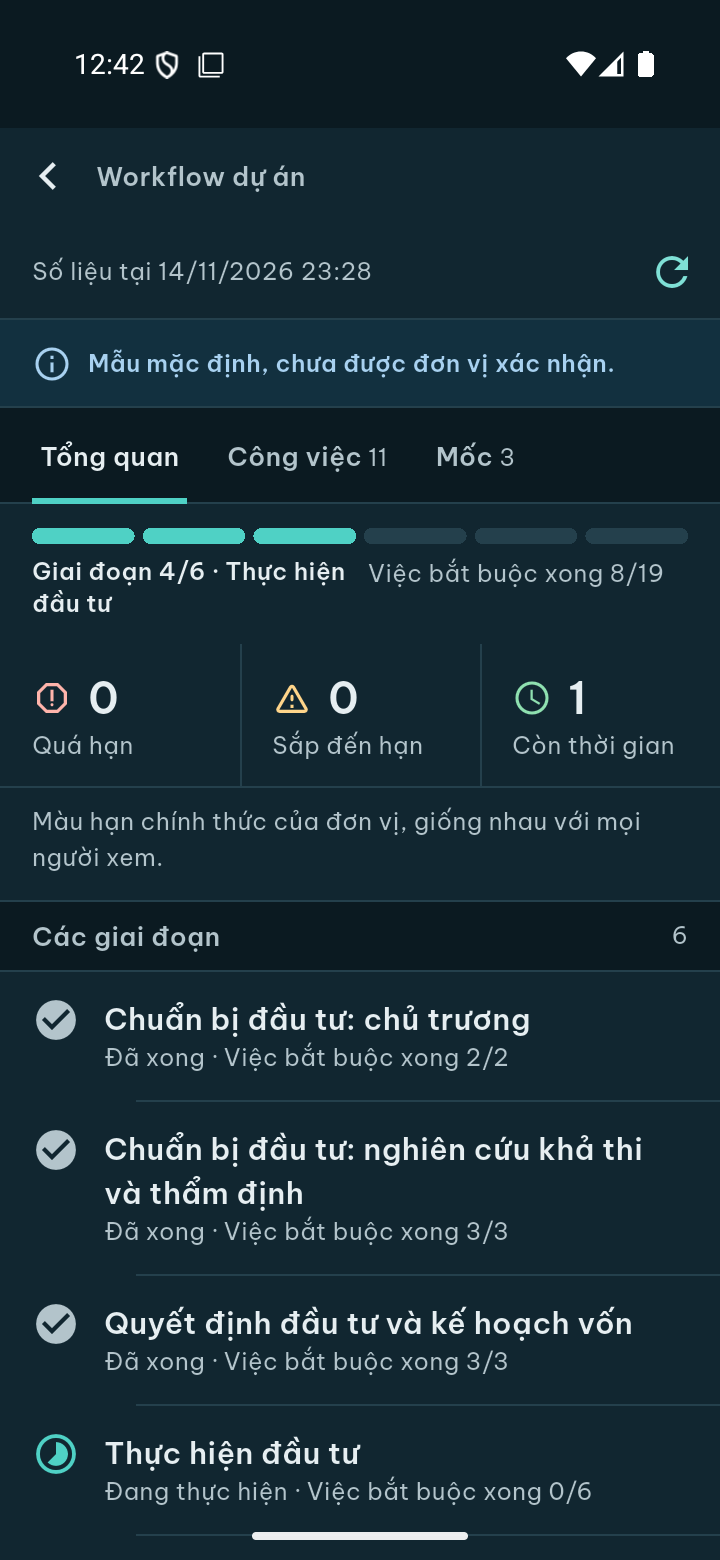 12:42
Workflow dự án
Số liệu tại 14/11/2026 23:28
Mẫu mặc định, chưa được đơn vị xác nhận.
Tổng quan
Công việc 11
Mốc 3
Giai đoạn 4/6 · Thực hiện
đầu tư
Việc bắt buộc xong 8/19
0
Quá hạn
0
Sắp đến hạn
1
Còn thời gian
Màu hạn chính thức của đơn vị, giống nhau với mọi
người xem.
Các giai đoạn
6
Chuẩn bị đầu tư: chủ trương
Đã xong · Việc bắt buộc xong 2/2
Chuẩn bị đầu tư: nghiên cứu khả thi
và thẩm định
Đã xong · Việc bắt buộc xong 3/3
Quyết định đầu tư và kế hoạch vốn
Đã xong · Việc bắt buộc xong 3/3
Thực hiện đầu tư
Đang thực hiện · Việc bắt buộc xong 0/6